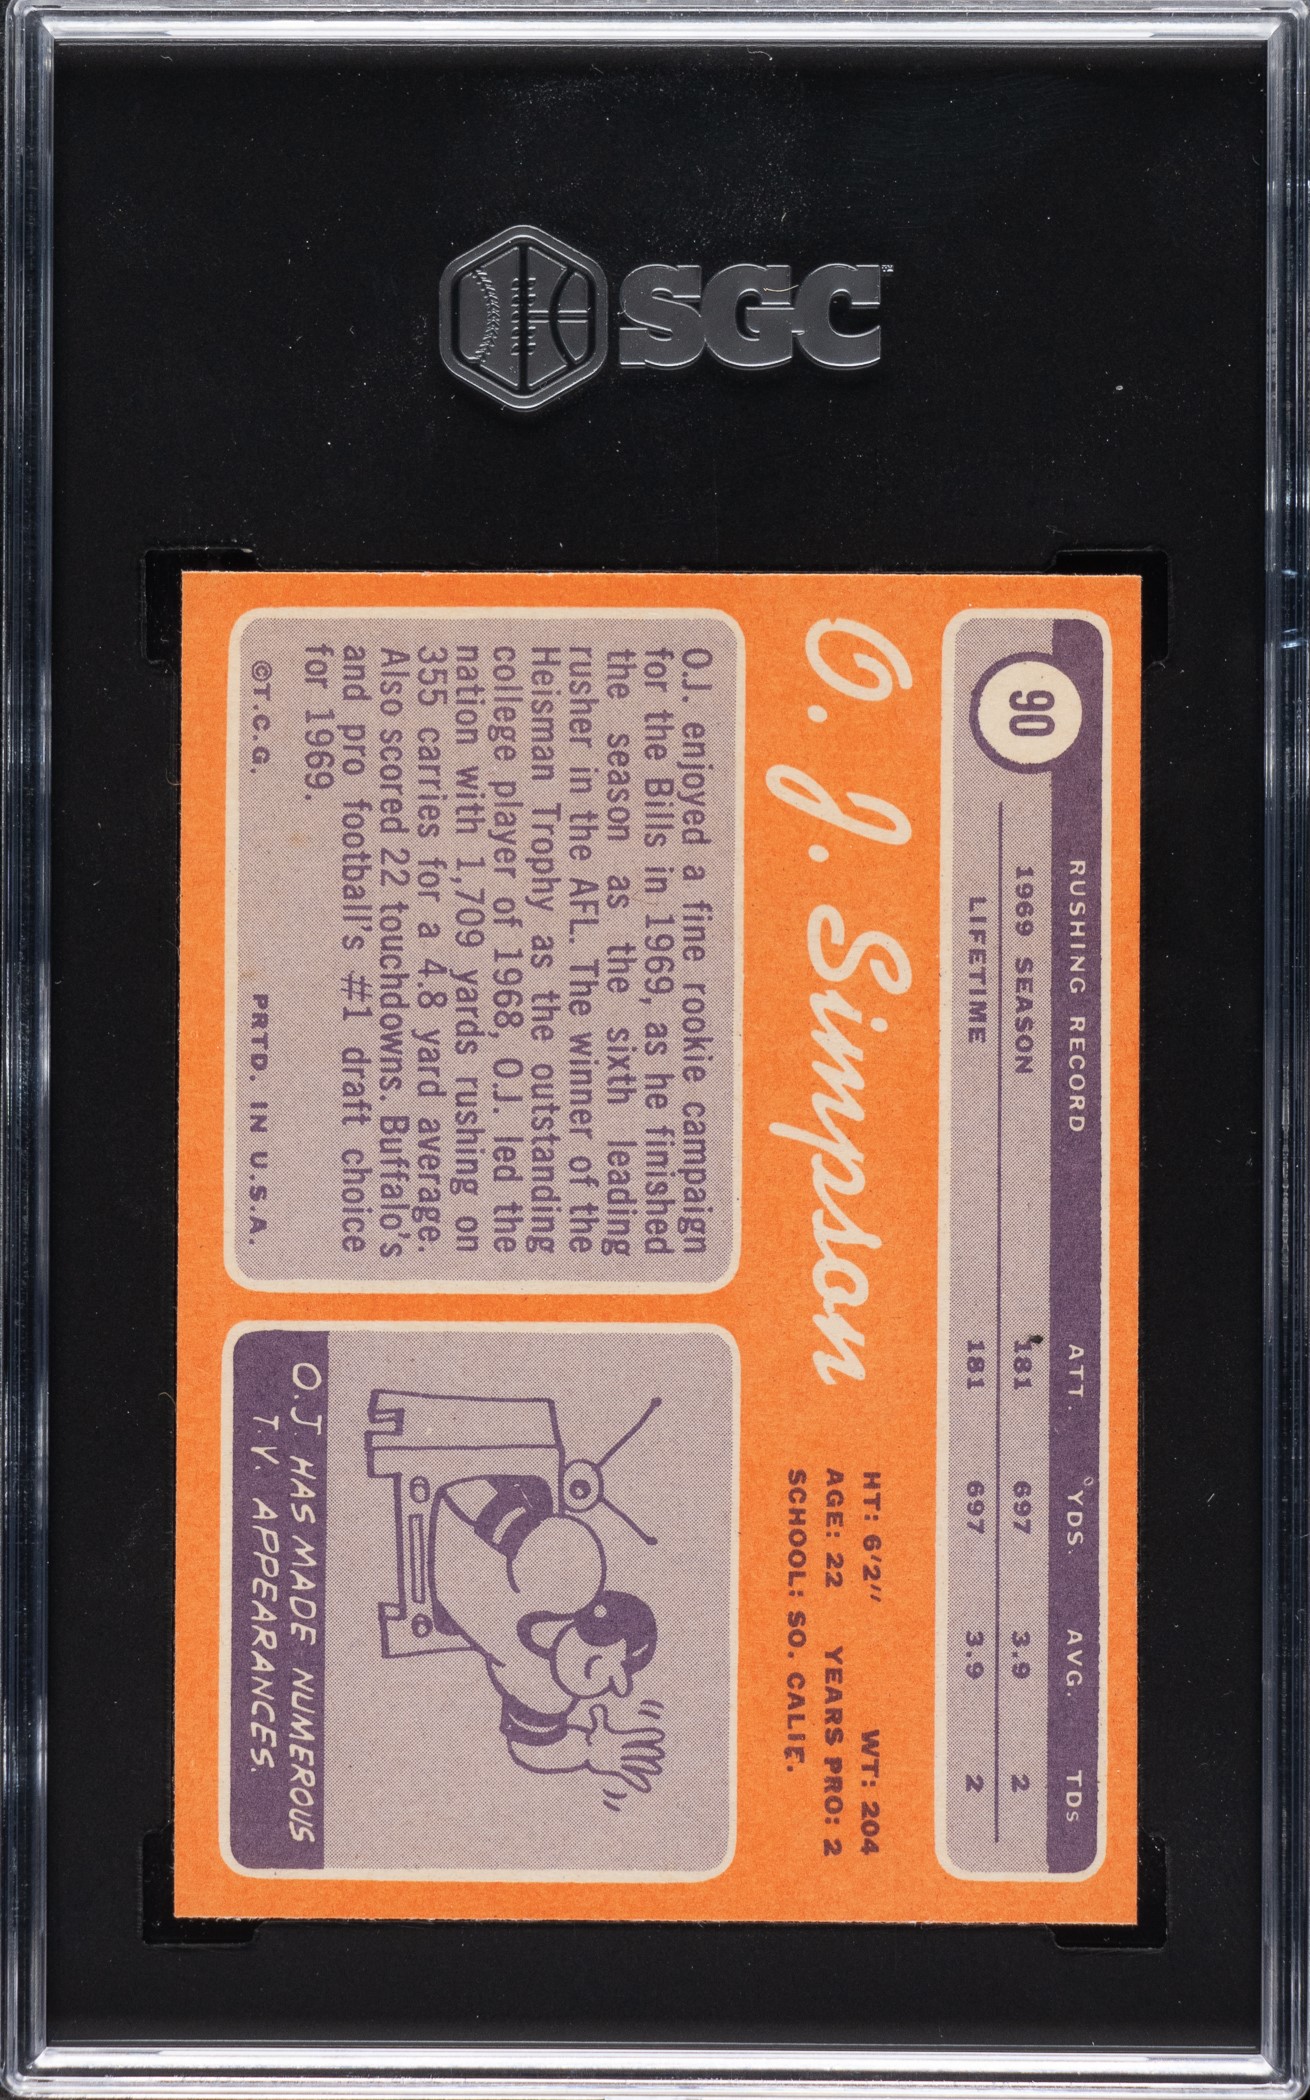 SGC™
90
RUSHING RECORD ATT. YDS. AVG. TDS
1969 SEASON 181 697 3.9 2
LIFETIME 181 697 3.9 2
O. J. Simpson
HT: 6'2" WT: 204
AGE: 22 YEARS PRO: 2
SCHOOL: SO. CALIF.
O.J. enjoyed a fine rookie campaign
for the Bills in 1969, as he finished
the season as the sixth leading
rusher in the AFL. The winner of the
Heisman Trophy as the outstanding
college player of 1968, O.J. led the
nation with 1,709 yards rushing on
355 carries for a 4.8 yard average.
Also scored 22 touchdowns. Buffalo's
and pro football's #1 draft choice
for 1969.
©T.C.G. PRTD. IN U.S.A.
O.J. HAS MADE NUMEROUS
T.V. APPEARANCES.